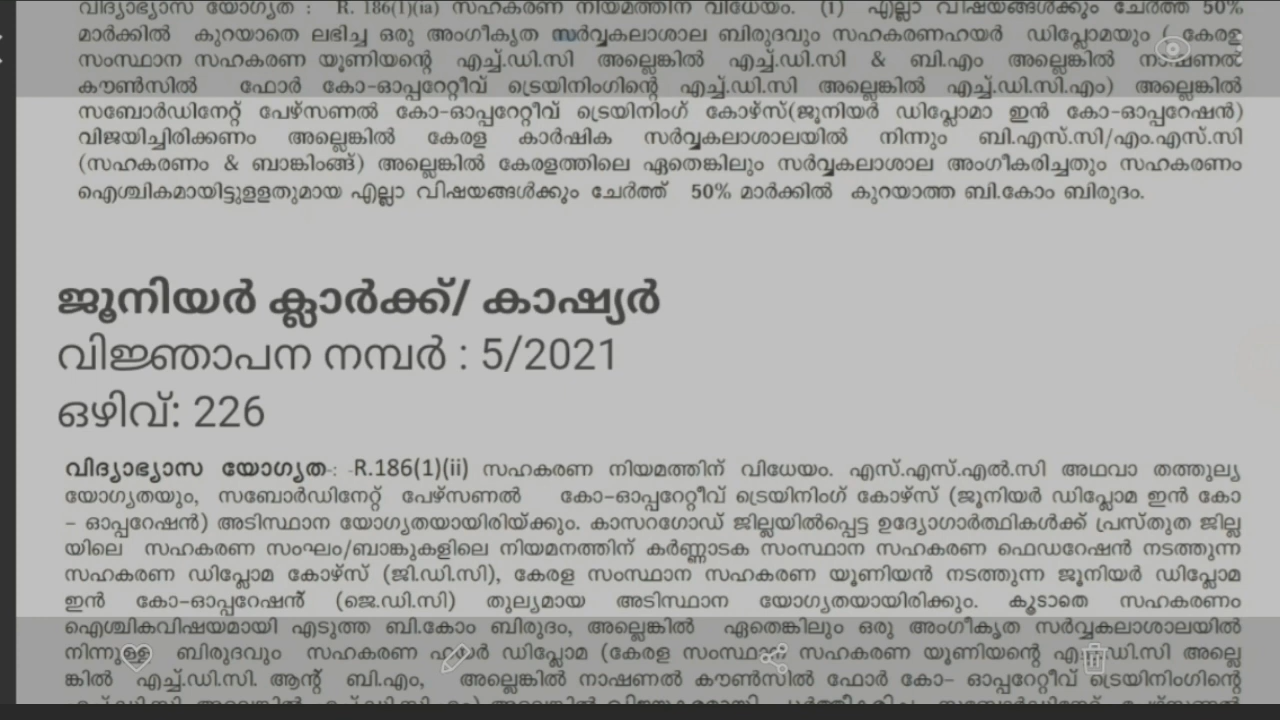 വിദ്യാഭ്യാസ യോഗ്യത : R. 186(1)(ia) സഹകരണ നിയമത്തിന് വിധേയം. (1) എല്ലാ വിഷയങ്ങൾക്കും ചേർത്ത് 50%
മാർക്കിൽ കുറയാതെ ലഭിച്ച ഒരു അംഗീകൃത സർവ്വകലാശാല ബിരുദവും സഹകരണഹയർ ഡിപ്ലോമയും (കേരള
സംസ്ഥാന സഹകരണ യൂണിയന്റെ എച്ച്.ഡി.സി അല്ലെങ്കിൽ എച്ച്.ഡി.സി & ബി.എം അല്ലെങ്കിൽ നാഷണൽ
കൗൺസിൽ ഫോർ കോ-ഓപ്പറേറ്റീവ് ട്രെയിനിംഗിന്റെ എച്ച്.ഡി.സി അല്ലെങ്കിൽ എച്ച്.ഡി.സി.എം) അല്ലെങ്കിൽ
സബോർഡിനേറ്റ് പേഴ്സണൽ കോ-ഓപ്പറേറ്റീവ് ട്രെയിനിംഗ് കോഴ്സ്(ജൂനിയർ ഡിപ്ലോമാ ഇൻ കോ-ഓപ്പറേഷൻ)
വിജയിച്ചിരിക്കണം അല്ലെങ്കിൽ കേരള കാർഷിക സർവ്വകലാശാലയിൽ നിന്നും ബി.എസ്.സി/എം.എസ്.സി
(സഹകരണം & ബാങ്കിംങ്ങ്) അല്ലെങ്കിൽ കേരളത്തിലെ ഏതെങ്കിലും സർവ്വകലാശാല അംഗീകരിച്ചതും സഹകരണം
ഐശ്ചികമായിട്ടുളളതുമായ എല്ലാ വിഷയങ്ങൾക്കും ചേർത്ത് 50% മാർക്കിൽ കുറയാത്ത ബി.കോം ബിരുദം.
ജൂനിയർ ക്ലാർക്ക്/ കാഷ്യർ
വിജ്ഞാപന നമ്പർ : 5/2021
ഒഴിവ്: 226
വിദ്യാഭ്യാസ യോഗ്യത-: -R.186(1)(ii) സഹകരണ നിയമത്തിന് വിധേയം. എസ്.എസ്.എൽ.സി അഥവാ തത്തുല്യ
യോഗ്യതയും, സബോർഡിനേറ്റ് പേഴ്സണൽ കോ-ഓപ്പറേറ്റീവ് ട്രെയിനിംഗ് കോഴ്സ് (ജൂനിയർ ഡിപ്ലോമ ഇൻ കോ
- ഓപ്പറേഷൻ) അടിസ്ഥാന യോഗ്യതയായിരിയ്ക്കും. കാസറഗോഡ് ജില്ലയിൽപ്പെട്ട ഉദ്യോഗാർത്ഥികൾക്ക് പ്രസ്തുത ജില്ല
യിലെ സഹകരണ സംഘം/ബാങ്കുകളിലെ നിയമനത്തിന് കർണ്ണാടക സംസ്ഥാന സഹകരണ ഫെഡറേഷൻ നടത്തുന്ന
സഹകരണ ഡിപ്ലോമ കോഴ്സ് (ജി.ഡി.സി), കേരള സംസ്ഥാന സഹകരണ യൂണിയൻ നടത്തുന്ന ജൂനിയർ ഡിപ്ലോമ
ഇൻ കോ-ഓപ്പറേഷൻ (ജെ.ഡി.സി) തുല്യമായ അടിസ്ഥാന യോഗ്യതയായിരിക്കും. കൂടാതെ സഹകരണം
ഐശ്ചികവിഷയമായി എടുത്ത ബി.കോം ബിരുദം, അല്ലെങ്കിൽ ഏതെങ്കിലും ഒരു അംഗീകൃത സർവ്വകലാശാലയിൽ
നിന്നുള്ള ബിരുദവും സഹകരണ ഹയർ ഡിപ്ലോമ (കേരള സംസ്ഥാന സഹകരണ യൂണിയന്റെ എച്ച്.ഡി.സി അല്ലെ
ങ്കിൽ എച്ച്.ഡി.സി. ആന്റ് ബി.എം, അല്ലെങ്കിൽ നാഷണൽ കൗൺസിൽ ഫോർ കോ- ഓപ്പറേറ്റീവ് ട്രെയിനിംഗിന്റെ